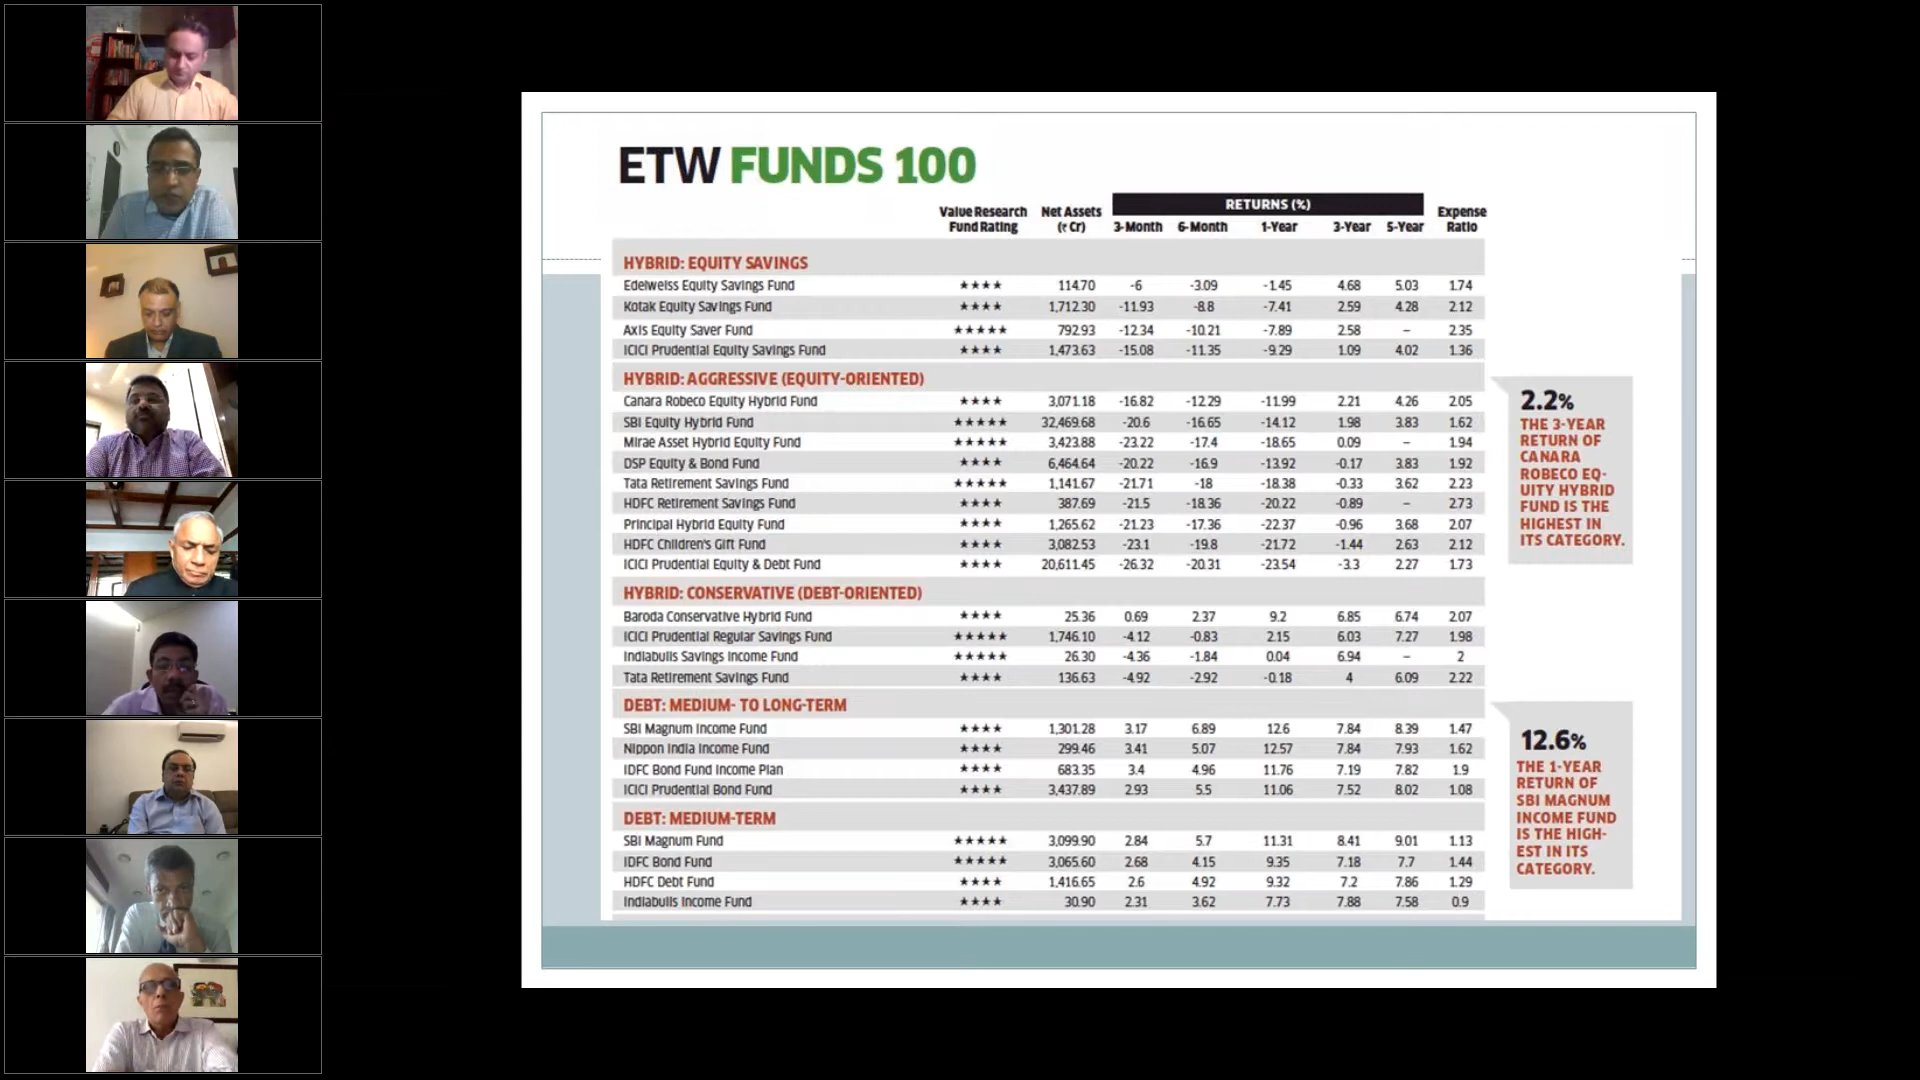 ETW FUNDS 100
RETURNS (%)
Value Research Fund Rating Net Assets (₹ Cr) 3-Month 6-Month 1-Year 3-Year 5-Year Expense Ratio
HYBRID: EQUITY SAVINGS
Edelweiss Equity Savings Fund ★★★★ 114.70 -6 -3.09 -1.45 4.68 5.03 1.74
Kotak Equity Savings Fund ★★★★ 1,712.30 -11.93 -8.8 -7.41 2.59 4.28 2.12
Axis Equity Saver Fund ★★★★★ 792.93 -12.34 -10.21 -7.89 2.58 – 2.35
ICICI Prudential Equity Savings Fund ★★★★ 1,473.63 -15.08 -11.35 -9.29 1.09 4.02 1.36
HYBRID: AGGRESSIVE (EQUITY-ORIENTED)
Canara Robeco Equity Hybrid Fund ★★★★ 3,071.18 -16.82 -12.29 -11.99 2.21 4.26 2.05
SBI Equity Hybrid Fund ★★★★★ 32,469.68 -20.6 -16.65 -14.12 1.98 3.83 1.62
Mirae Asset Hybrid Equity Fund ★★★★★ 3,423.88 -23.22 -17.4 -18.65 0.09 – 1.94
DSP Equity & Bond Fund ★★★★ 6,464.64 -20.22 -16.9 -13.92 -0.17 3.83 1.92
Tata Retirement Savings Fund ★★★★★ 1,141.67 -21.71 -18 -18.38 -0.33 3.62 2.23
HDFC Retirement Savings Fund ★★★★ 387.69 -21.5 -18.36 -20.22 -0.89 – 2.73
Principal Hybrid Equity Fund ★★★★ 1,265.62 -21.23 -17.36 -22.37 -0.96 3.68 2.07
HDFC Children's Gift Fund ★★★★ 3,082.53 -23.1 -19.8 -21.72 -1.44 2.63 2.12
ICICI Prudential Equity & Debt Fund ★★★★ 20,611.45 -26.32 -20.31 -23.54 -3.3 2.27 1.73
HYBRID: CONSERVATIVE (DEBT-ORIENTED)
Baroda Conservative Hybrid Fund ★★★★ 25.36 0.69 2.37 9.2 6.85 6.74 2.07
ICICI Prudential Regular Savings Fund ★★★★★ 1,746.10 -4.12 -0.83 2.15 6.03 7.27 1.98
Indiabulls Savings Income Fund ★★★★★ 26.30 -4.36 -1.84 0.04 6.94 – 2
Tata Retirement Savings Fund ★★★★ 136.63 -4.92 -2.92 -0.18 4 6.09 2.22
DEBT: MEDIUM- TO LONG-TERM
SBI Magnum Income Fund ★★★★ 1,301.28 3.17 6.89 12.6 7.84 8.39 1.47
Nippon India Income Fund ★★★★ 299.46 3.41 5.07 12.57 7.84 7.93 1.62
IDFC Bond Fund Income Plan ★★★★ 683.35 3.4 4.96 11.76 7.19 7.82 1.9
ICICI Prudential Bond Fund ★★★★ 3,437.89 2.93 5.5 11.06 7.52 8.02 1.08
DEBT: MEDIUM-TERM
SBI Magnum Fund ★★★★★ 3,099.90 2.84 5.7 11.31 8.41 9.01 1.13
IDFC Bond Fund ★★★★★ 3,065.60 2.68 4.15 9.35 7.18 7.7 1.44
HDFC Debt Fund ★★★★ 1,416.65 2.6 4.92 9.32 7.2 7.86 1.29
Indiabulls Income Fund ★★★★ 30.90 2.31 3.62 7.73 7.88 7.58 0.9
2.2%
THE 3-YEAR
RETURN OF
CANARA
ROBECO EQ-
UITY HYBRID
FUND IS THE
HIGHEST IN
ITS CATEGORY.
12.6%
THE 1-YEAR
RETURN OF
SBI MAGNUM
INCOME FUND
IS THE HIGH-
EST IN ITS
CATEGORY.